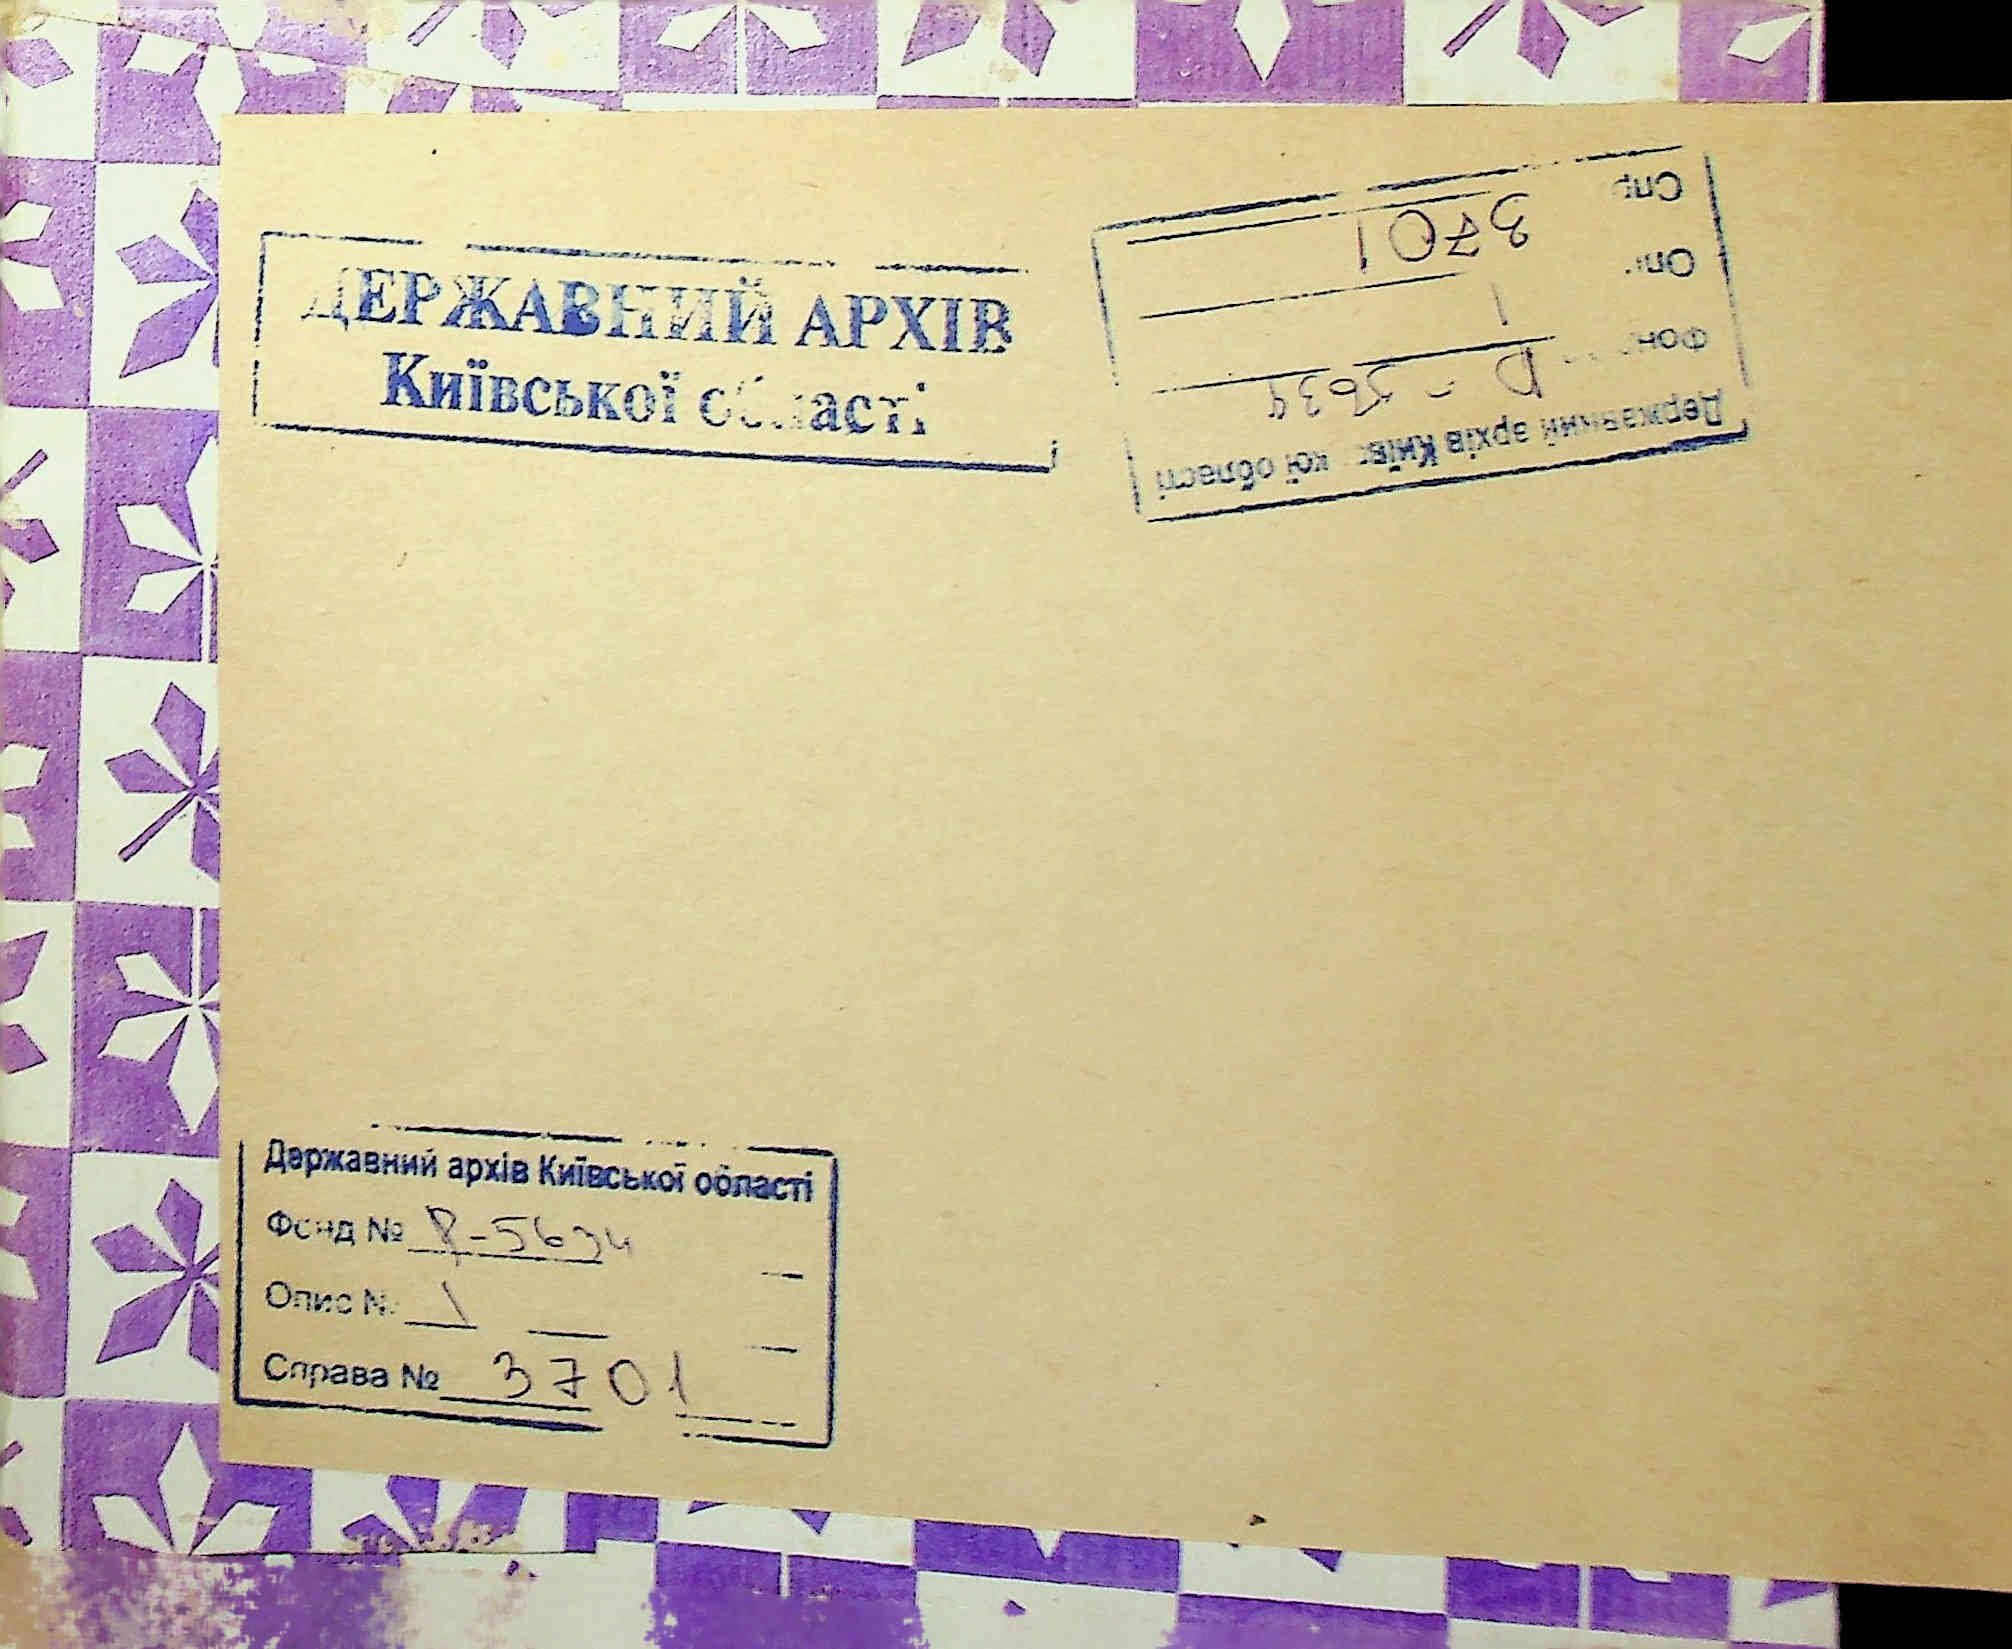 ДЕРЖАВНИЙ АРХІВ
Київської області
Державний архів Київської області
Фонд Р-5634
Опис 1
Спр 3701
Державний архів Київської області
Фонд № Р-5634
Опис № 1
Справа № 3701